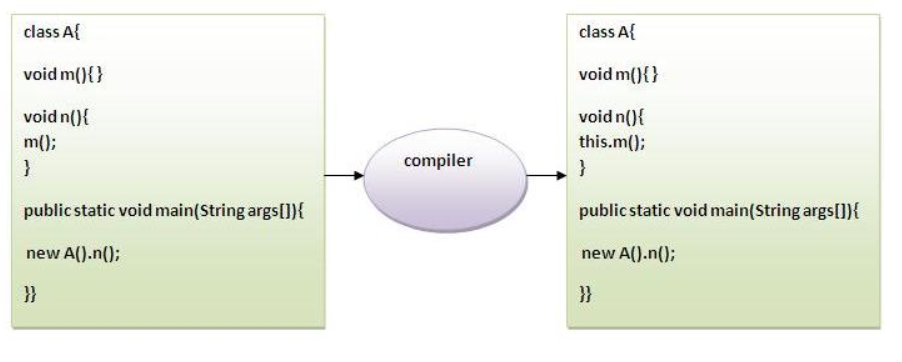 class A{
void m(){}
void n(){
m();
}
public static void main(String args[]){
new A().n();
}}
compiler
class A{
void m(){}
void n(){
this.m();
}
public static void main(String args[]){
new A().n();
}}